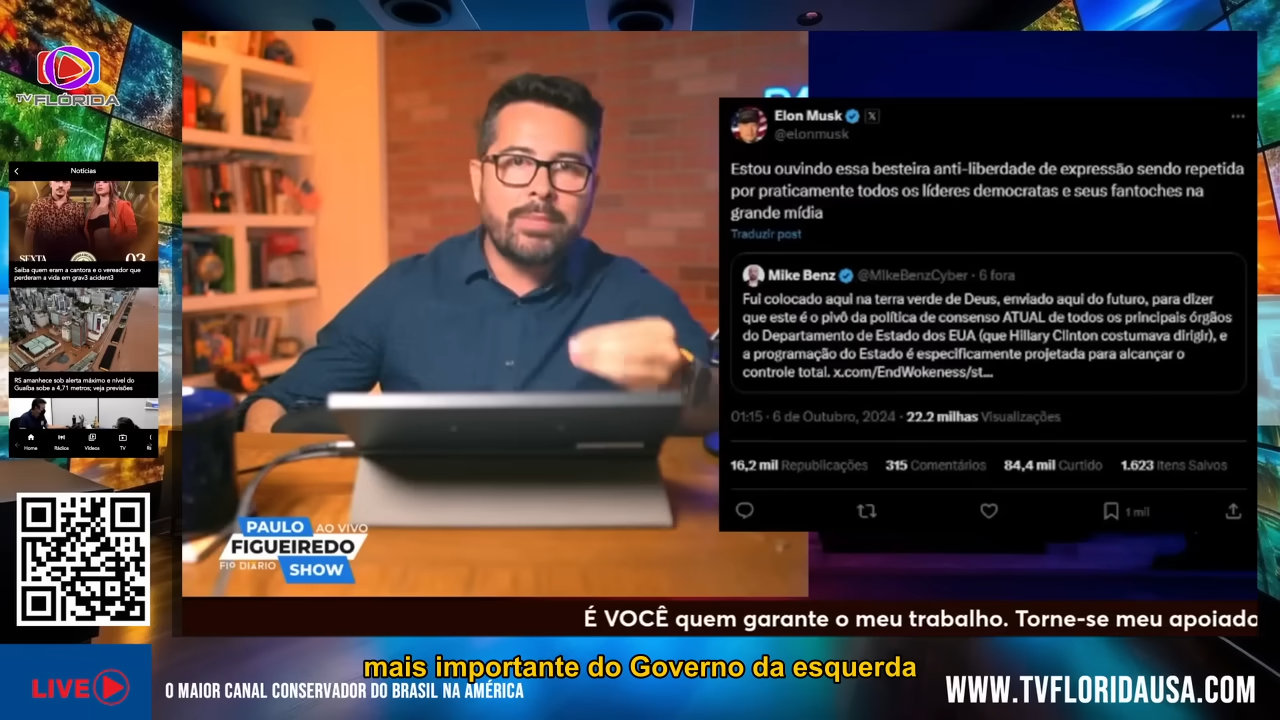 TV FLÓRIDA
Notícias
SEXTA
03
Saiba quem eram a cantora e o vereador que
perderam a vida em grav3 acident3
RS amanhece sob alerta máximo e nível do
Guaíba sobe a 4,71 metros; veja previsões
Home Rádios Vídeos TV
Elon Musk
@elonmusk
Estou ouvindo essa besteira anti-liberdade de expressão sendo repetida
por praticamente todos os líderes democratas e seus fantoches na
grande mídia
Traduzir post
Mike Benz @MikeBenzCyber · 6 fora
Fui colocado aqui na terra verde de Deus, enviado aqui do futuro, para dizer
que este é o pivô da política de consenso ATUAL de todos os principais órgãos
do Departamento de Estado dos EUA (que Hillary Clinton costumava dirigir), e
a programação do Estado é especificamente projetada para alcançar o
controle total. x.com/EndWokeness/st...
01:15 · 6 de Outubro, 2024 · 22.2 milhas Visualizações
16,2 mil Republicações 315 Comentários 84,4 mil Curtido 1.623 Itens Salvos
1 mil
PAULO AO VIVO
FIGUEIREDO
DIÁRIO SHOW
É VOCÊ quem garante o meu trabalho. Torne-se meu apoiado
mais importante do Governo da esquerda
LIVE
O MAIOR CANAL CONSERVADOR DO BRASIL NA AMÉRICA
WWW.TVFLORIDAUSA.COM